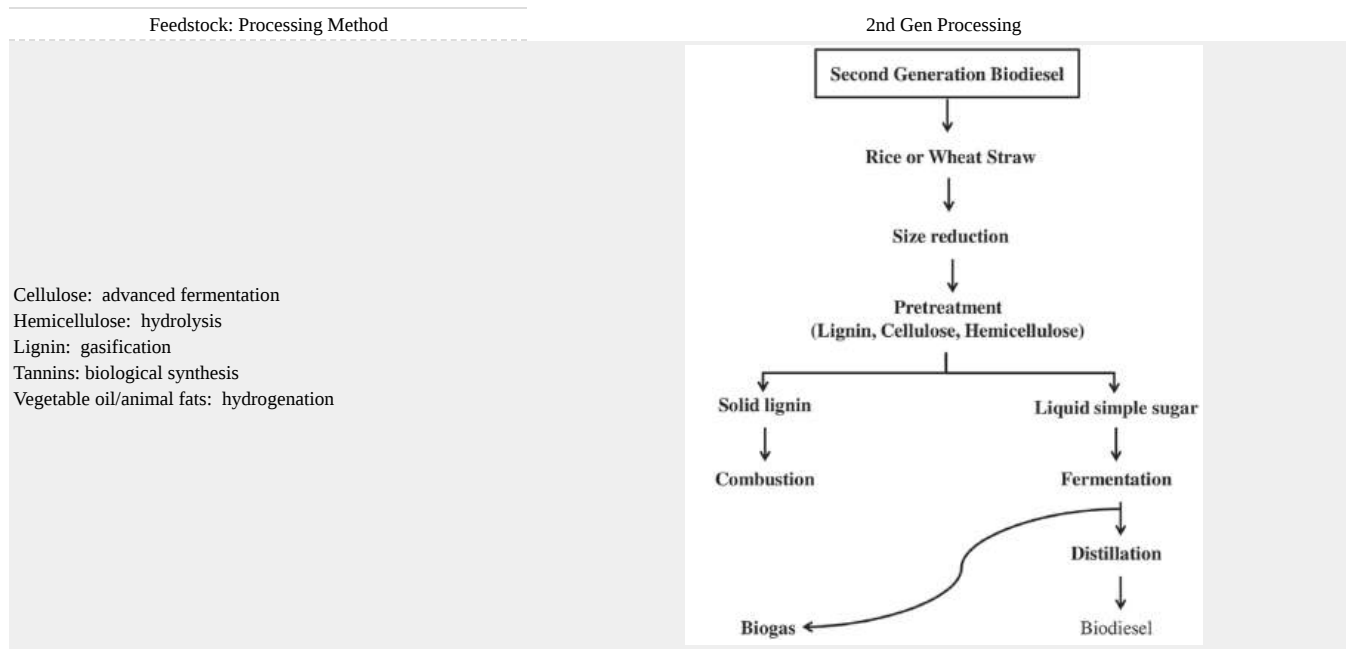 Feedstock: Processing Method
2nd Gen Processing
Cellulose:  advanced fermentation
Hemicellulose:  hydrolysis
Lignin:  gasification
Tannins: biological synthesis
Vegetable oil/animal fats:  hydrogenation
Second Generation Biodiesel
Rice or Wheat Straw
Size reduction
Pretreatment
(Lignin, Cellulose, Hemicellulose)
Solid lignin
Liquid simple sugar
Combustion
Fermentation
Distillation
Biogas
Biodiesel